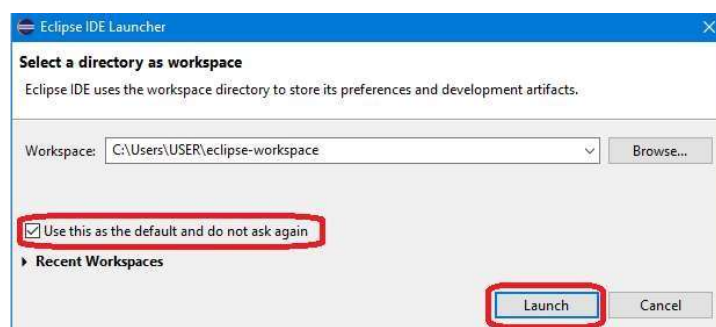 Eclipse IDE Launcher
Select a directory as workspace
Eclipse IDE uses the workspace directory to store its preferences and development artifacts.
Workspace: C:\Users\USER\eclipse-workspace Browse...
Use this as the default and do not ask again
Recent Workspaces
Launch Cancel